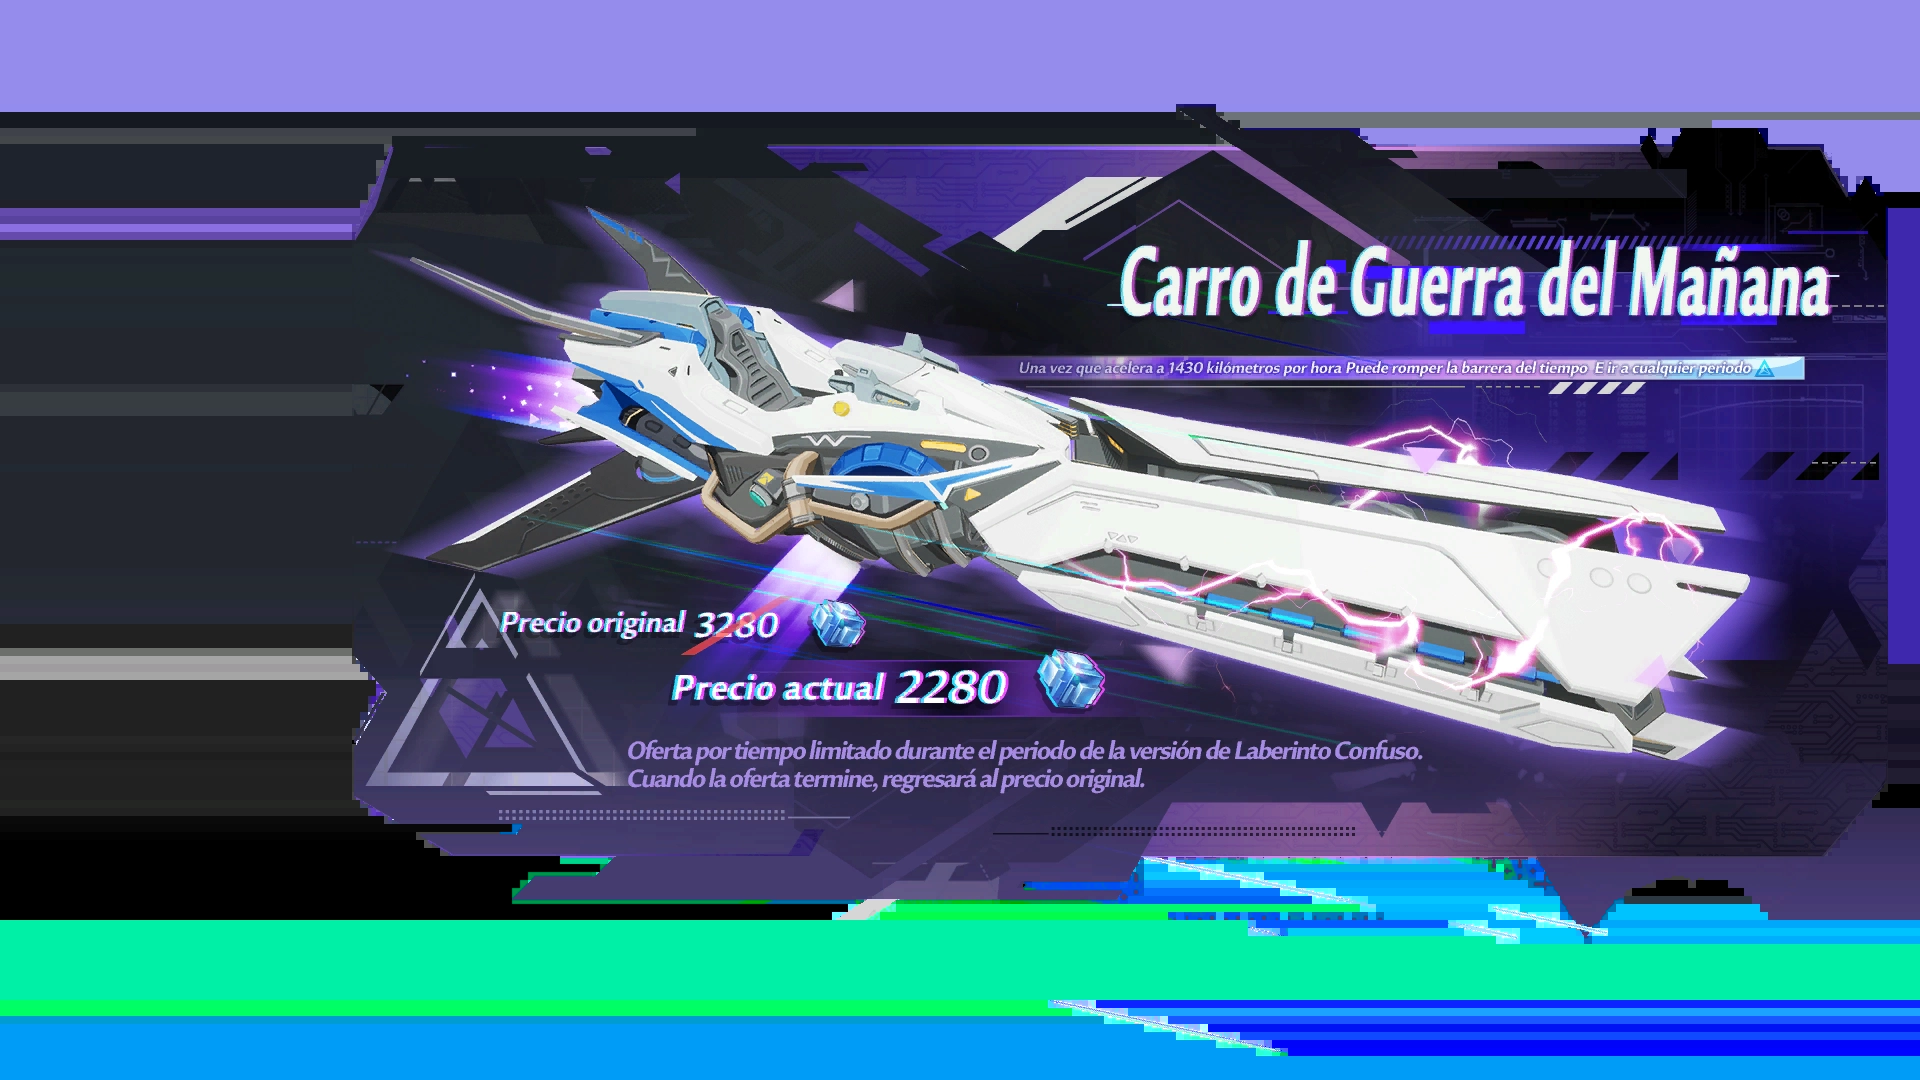 Carro de Guerra del Mañana
Una vez que acelera a 1430 kilómetros por hora Puede romper la barrera del tiempo E ir a cualquier periodo
Precio original 3280
Precio actual 2280
Oferta por tiempo limitado durante el periodo de la versión de Laberinto Confuso.
Cuando la oferta termine, regresará al precio original.